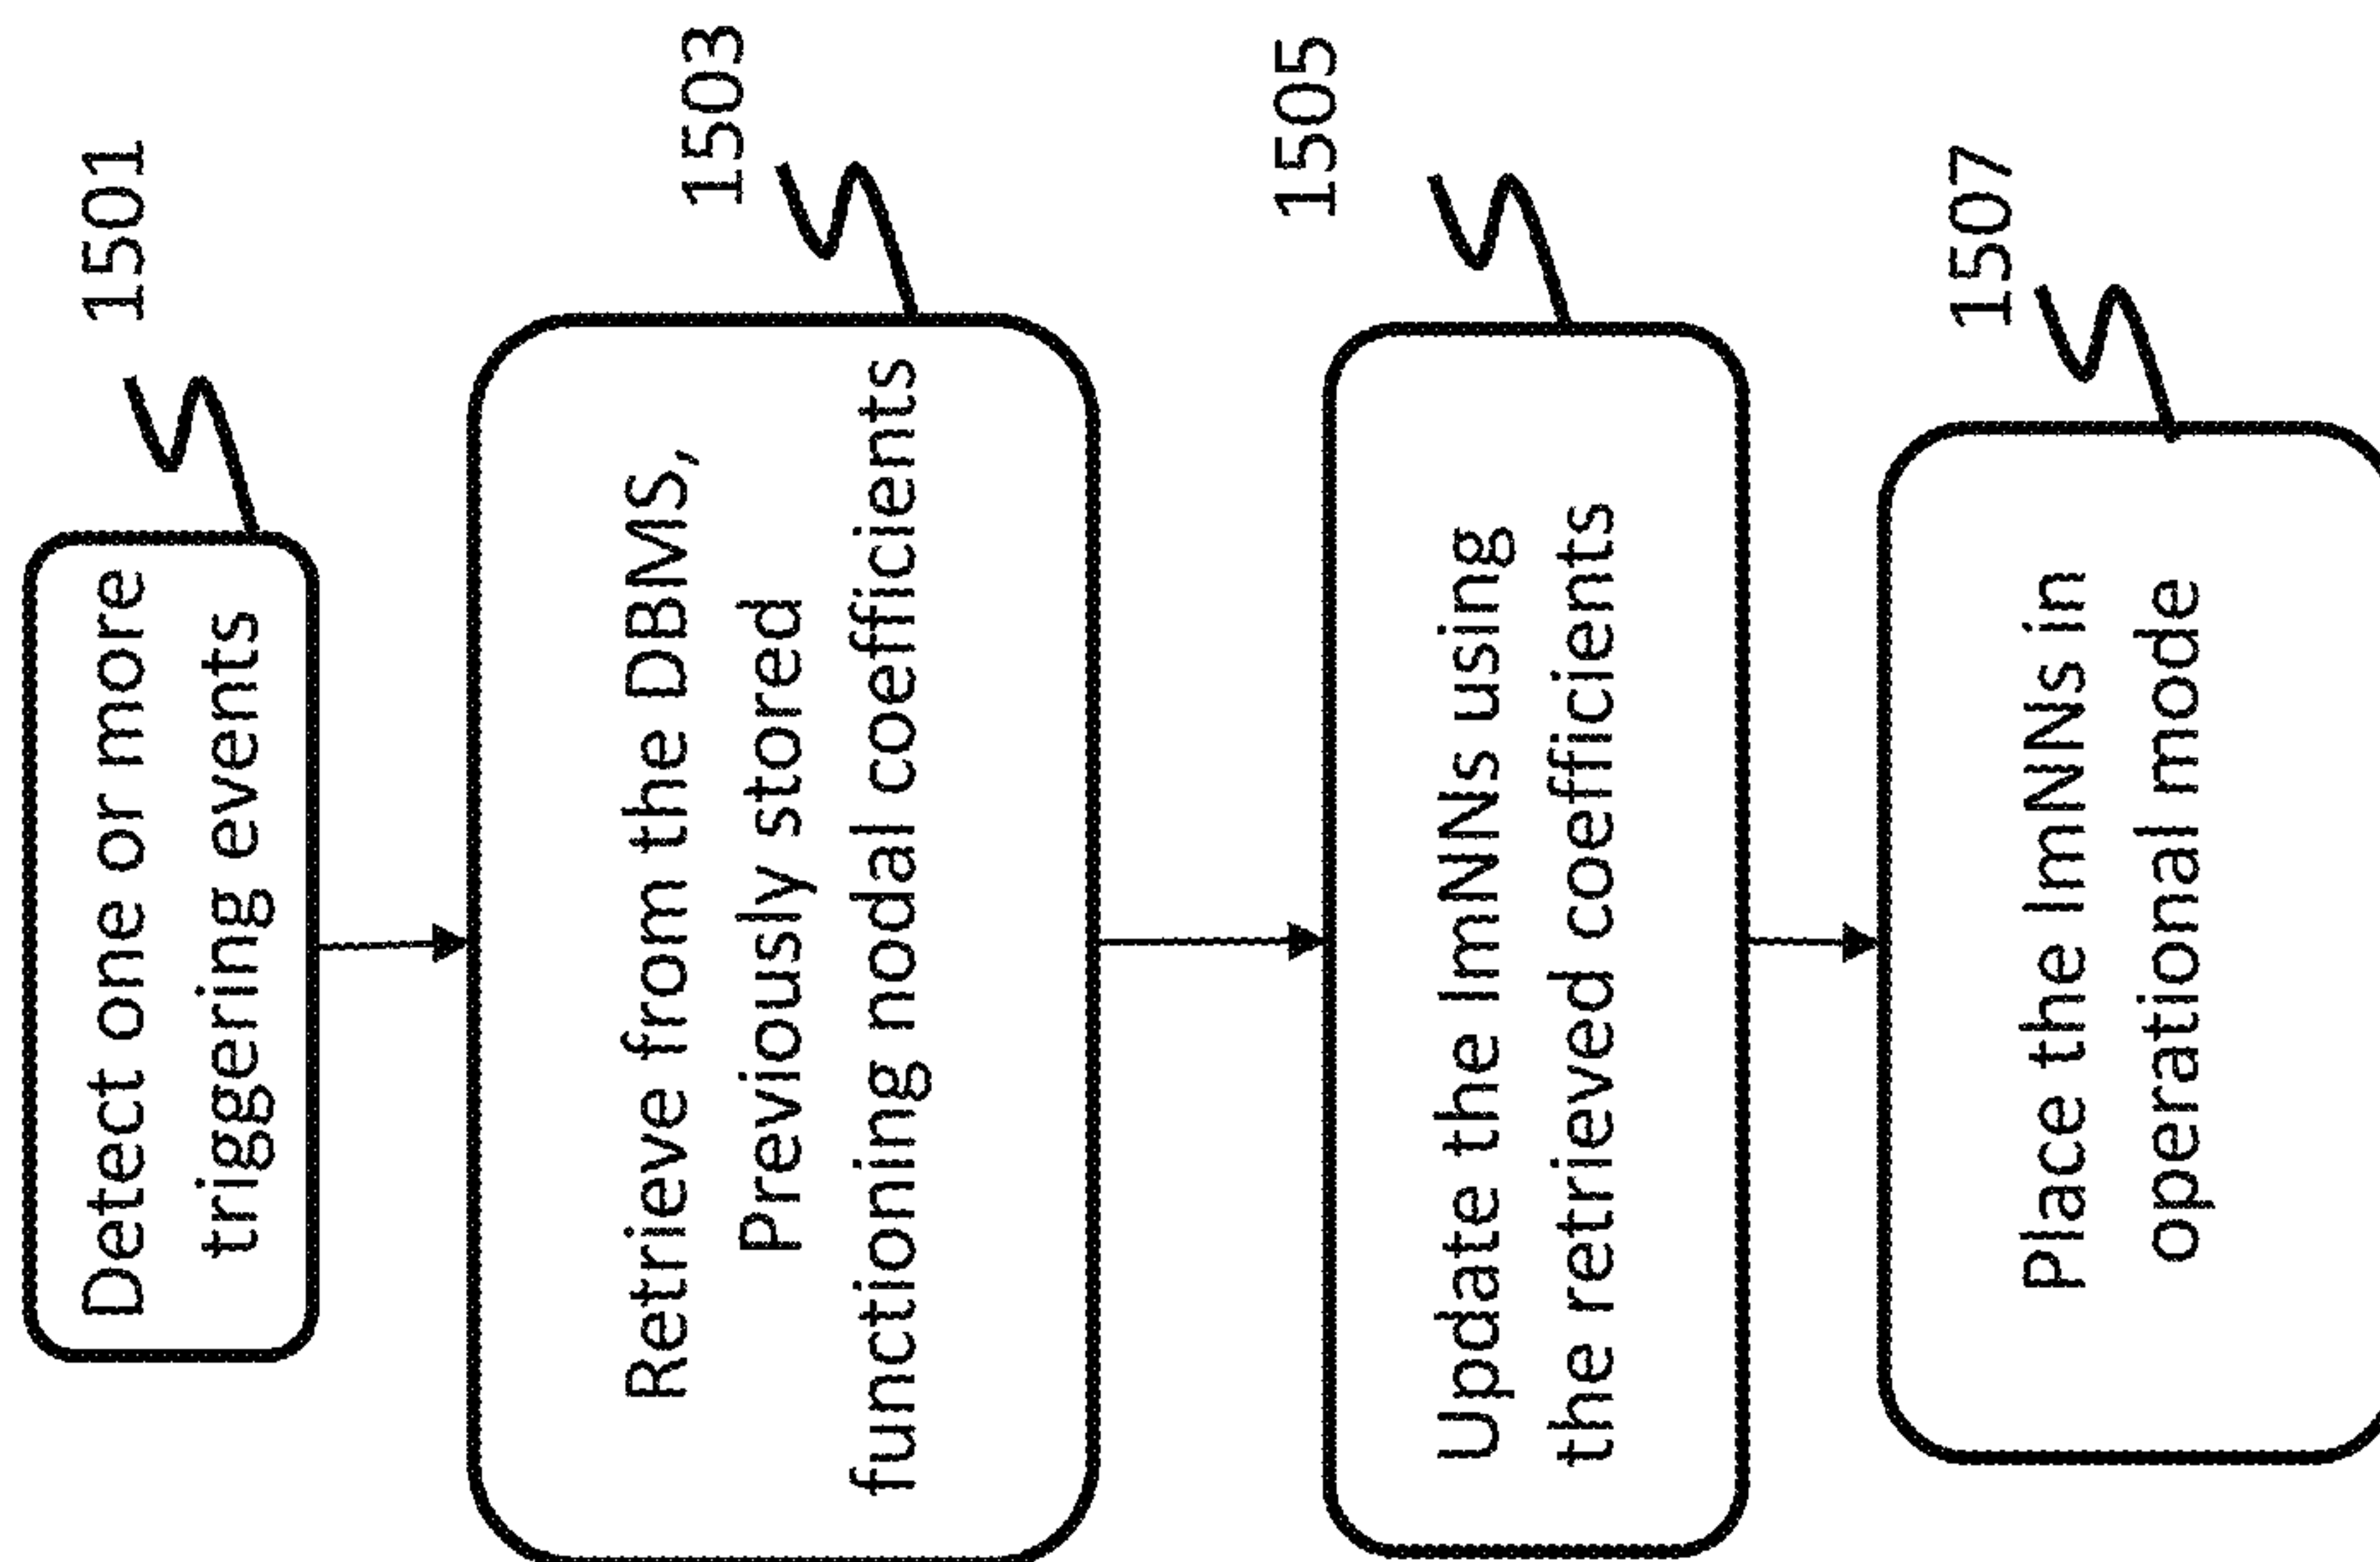 1501
Detect one or more
triggering events
1503
Retrieve from the DBMS,
Previously stored
functioning nodal coefficients
1505
Update the ImNNs using
the retrieved coefficients
1507
Place the ImNNs in
operational mode